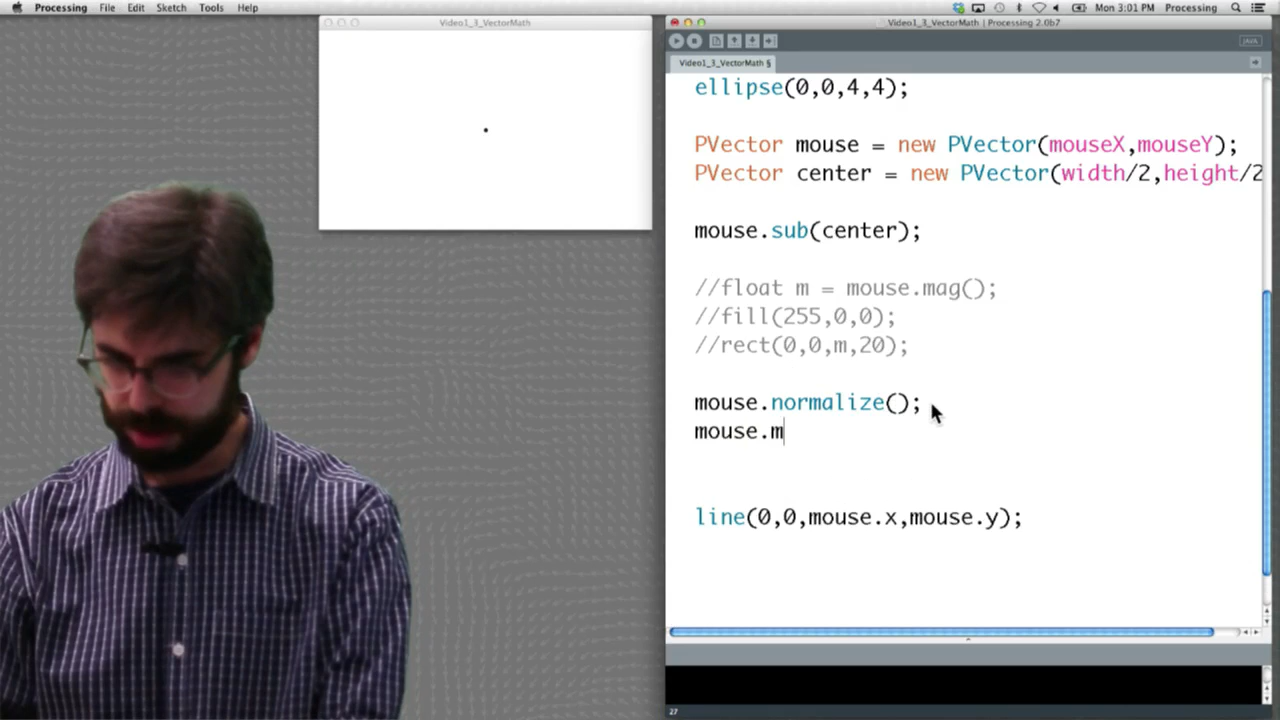 Processing File Edit Sketch Tools Help
Mon 3:01 PM Processing
Video1_3_VectorMath
Video1_3_VectorMath | Processing 2.0b7
JAVA
Video1_3_VectorMath §
ellipse(0,0,4,4);
PVector mouse = new PVector(mouseX,mouseY);
PVector center = new PVector(width/2,height/2
mouse.sub(center);
//float m = mouse.mag();
//fill(255,0,0);
//rect(0,0,m,20);
mouse.normalize();
mouse.m
line(0,0,mouse.x,mouse.y);
27